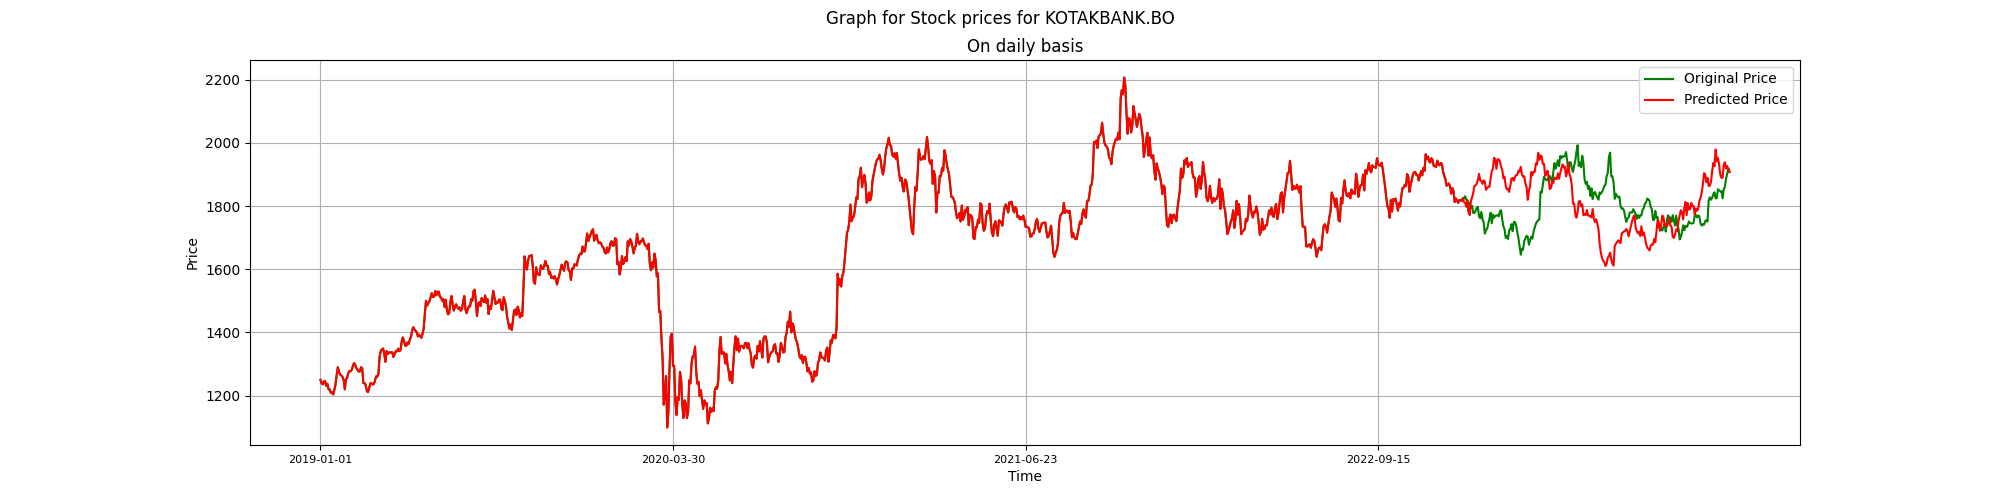 Graph for Stock prices for KOTAKBANK.BO
On daily basis
Original Price
Predicted Price
2200
2000
1800
1600
1400
1200
Price
2019-01-01
2020-03-30
2021-06-23
2022-09-15
Time